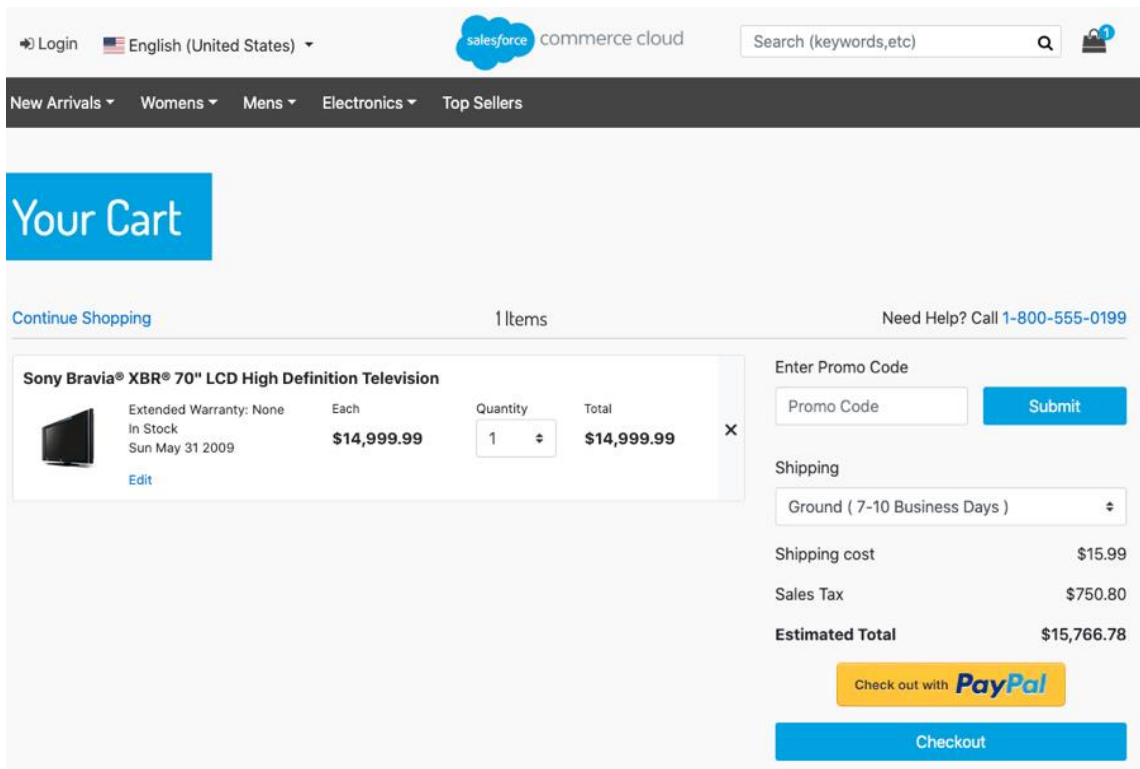 Login
English (United States)
salesforce commerce cloud
Search (keywords,etc)
1
New Arrivals Womens Mens Electronics Top Sellers
Your Cart
Continue Shopping
1 Items
Need Help? Call 1-800-555-0199
Sony Bravia® XBR® 70" LCD High Definition Television
Extended Warranty: None
In Stock
Sun May 31 2009
Edit
Each
$14,999.99
Quantity
1
Total
$14,999.99
Enter Promo Code
Promo Code
Submit
Shipping
Ground ( 7-10 Business Days )
Shipping cost $15.99
Sales Tax $750.80
Estimated Total $15,766.78
Check out with PayPal
Checkout